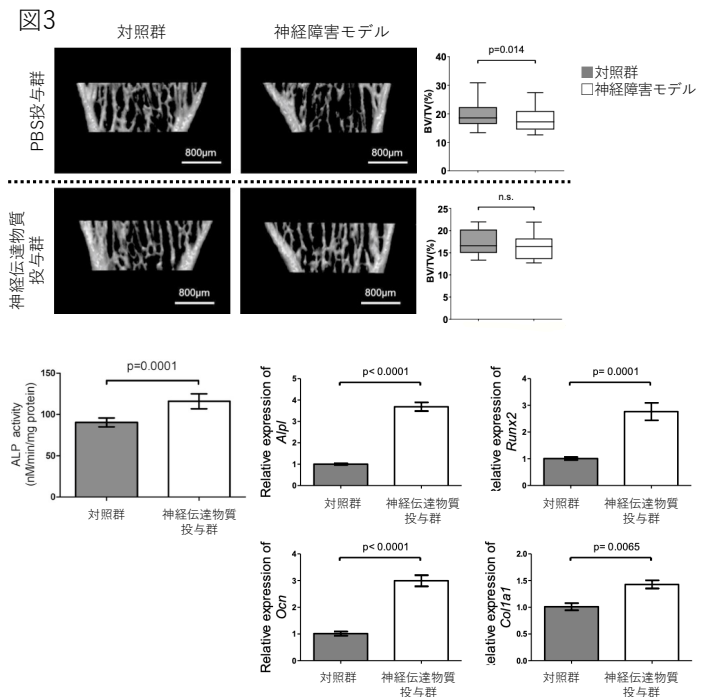 図3
対照群
神経障害モデル
PBS投与群
800μm
800μm
p=0.014
BV/TV(%)
40
30
20
10
0
対照群
神経障害モデル
神経伝達物質
投与群
800μm
800μm
n.s.
BV/TV(%)
25
20
15
10
5
0
p=0.0001
ALP activity
(nM/min/mg protein)
150
100
50
0
対照群
神経伝達物質
投与群
p< 0.0001
Relative expression of
Alpl
5
4
3
2
1
0
対照群
神経伝達物質
投与群
p= 0.0001
Relative expression of
Runx2
4
3
2
1
0
対照群
神経伝達物質
投与群
p< 0.0001
Relative expression of
Ocn
4
3
2
1
0
対照群
神経伝達物質
投与群
p= 0.0065
Relative expression of
Col1a1
2.0
1.5
1.0
0.5
0.0
対照群
神経伝達物質
投与群